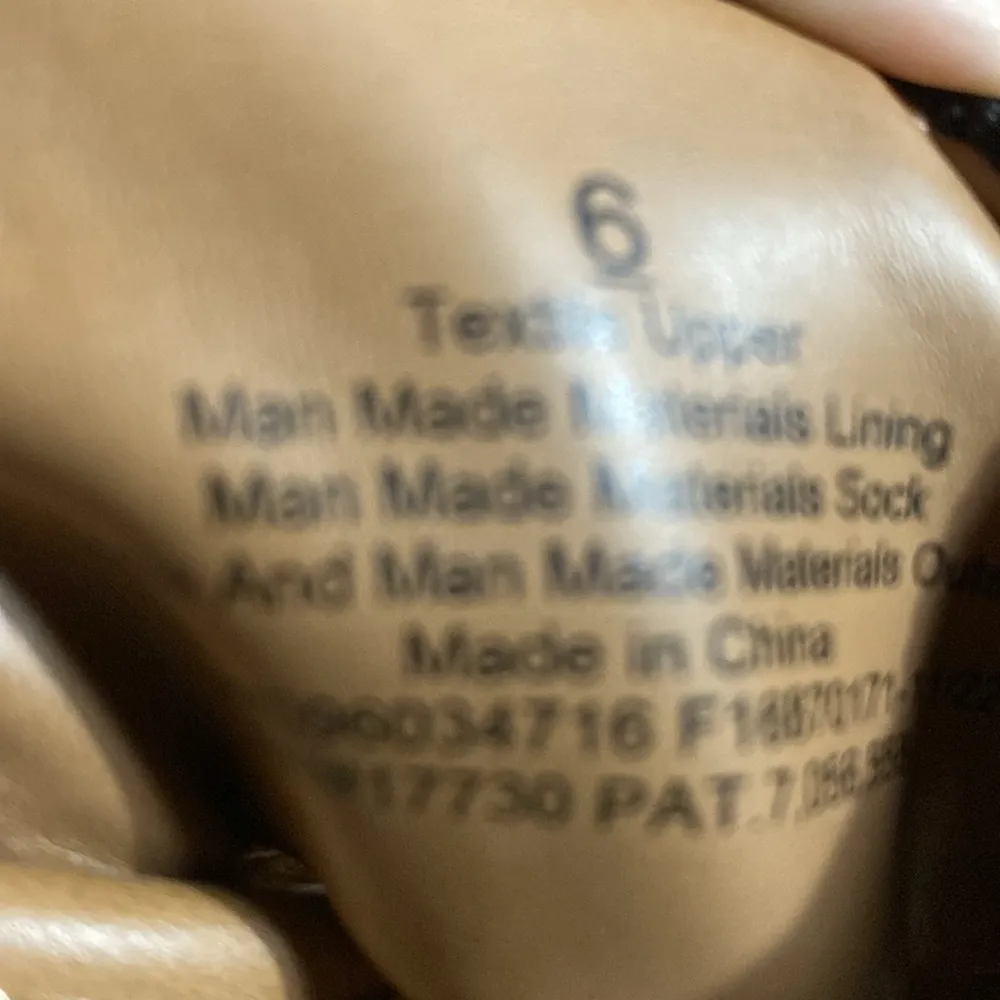 6
Textile Upper
Man Made Materials Lining
Man Made Materials Sock
And Man Made Materials
Made in China
PAT.